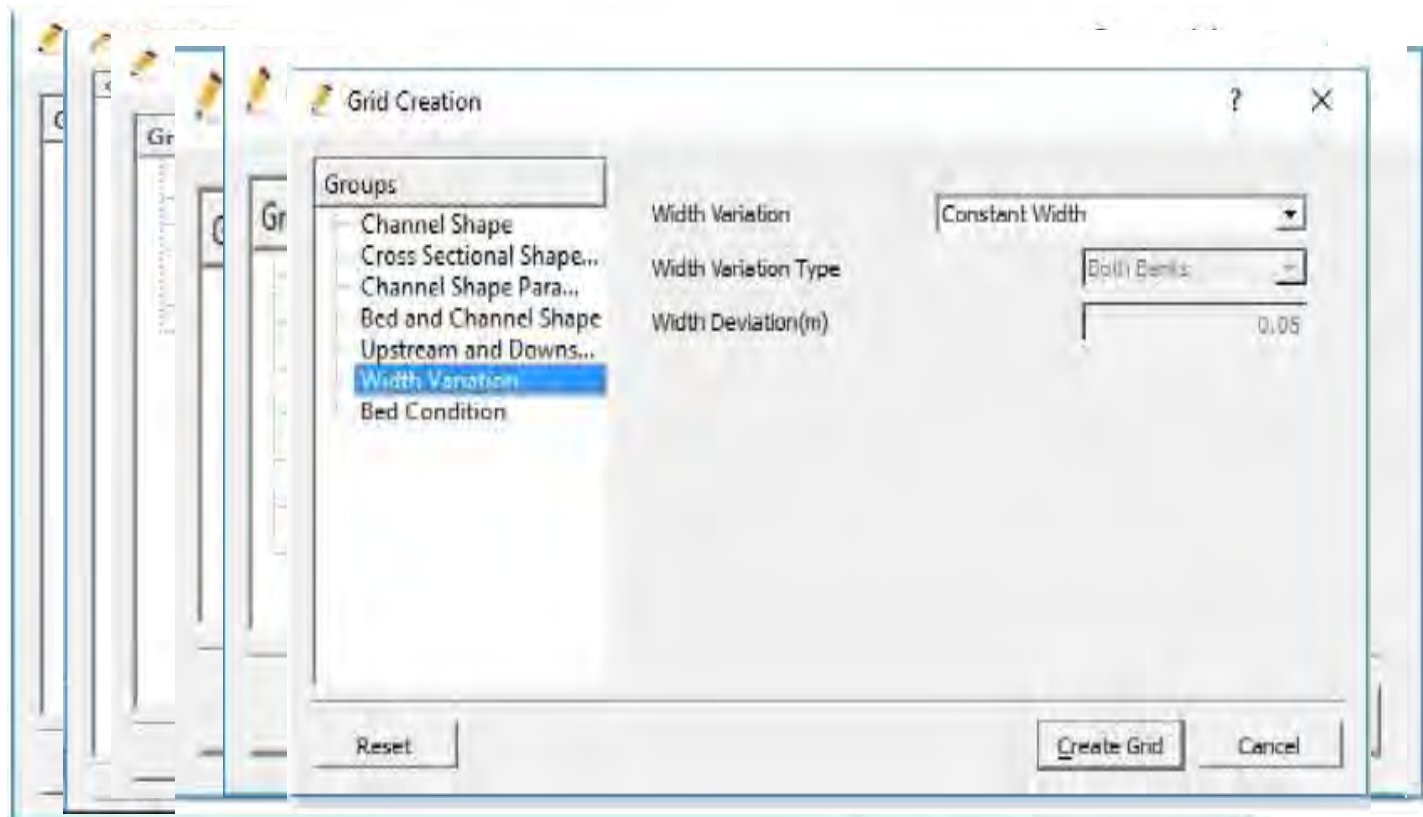 Grid Creation ?
Gr
G
Gr
Groups
Channel Shape
Cross Sectional Shape...
Channel Shape Para...
Bed and Channel Shape
Upstream and Downs...
Width Variation
Bed Condition
Width Variation Constant Width
Width Variation Type Both Banks
Width Deviation(m) 0.05
Reset Create Grid Cancel